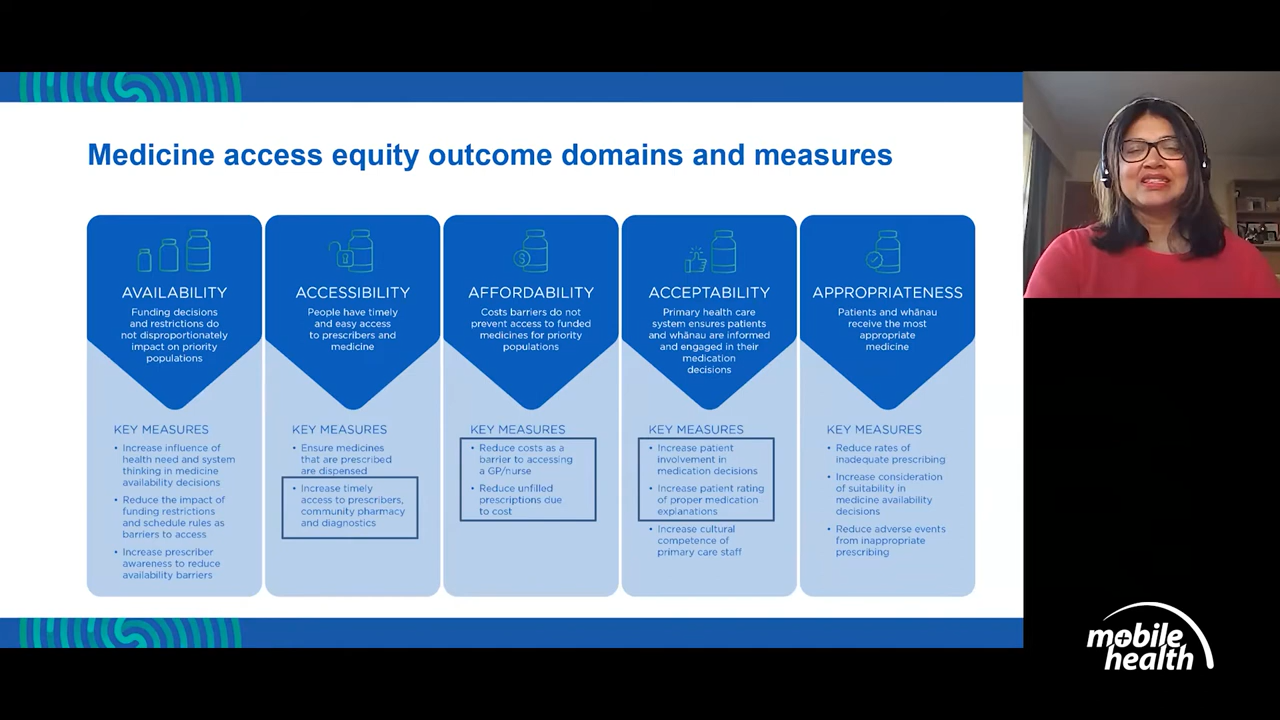 Medicine access equity outcome domains and measures
AVAILABILITY
Funding decisions
and restrictions do
not disproportionately
impact on priority
populations
KEY MEASURES
• Increase influence of
health need and system
thinking in medicine
availability decisions
• Reduce the impact of
funding restrictions
and schedule rules as
barriers to access
• Increase prescriber
awareness to reduce
availability barriers
ACCESSIBILITY
People have timely
and easy access
to prescribers and
medicine
KEY MEASURES
• Ensure medicines
that are prescribed
are dispensed
• Increase timely
access to prescribers,
community pharmacy
and diagnostics
$
AFFORDABILITY
Costs barriers do not
prevent access to funded
medicines for priority
populations
KEY MEASURES
• Reduce costs as a
barrier to accessing
a GP/nurse
• Reduce unfilled
prescriptions due
to cost
ACCEPTABILITY
Primary health care
system ensures patients
and whānau are informed
and engaged in their
medication
decisions
KEY MEASURES
• Increase patient
involvement in
medication decisions
• Increase patient rating
of proper medication
explanations
• Increase cultural
competence of
primary care staff
APPROPRIATENESS
Patients and whānau
receive the most
appropriate
medicine
KEY MEASURES
• Reduce rates of
inadequate prescribing
• Increase consideration
of suitability in
medicine availability
decisions
• Reduce adverse events
from inappropriate
prescribing
mobile
health